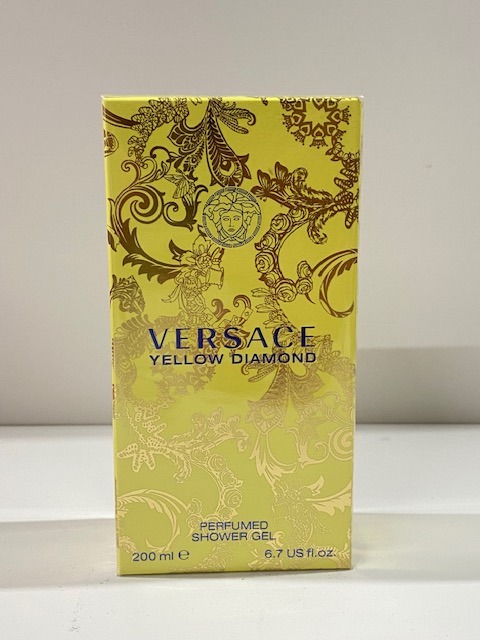 VERSACE
YELLOW DIAMOND
PERFUMED
SHOWER GEL
200 ml ℮ 6.7 US fl.oz.